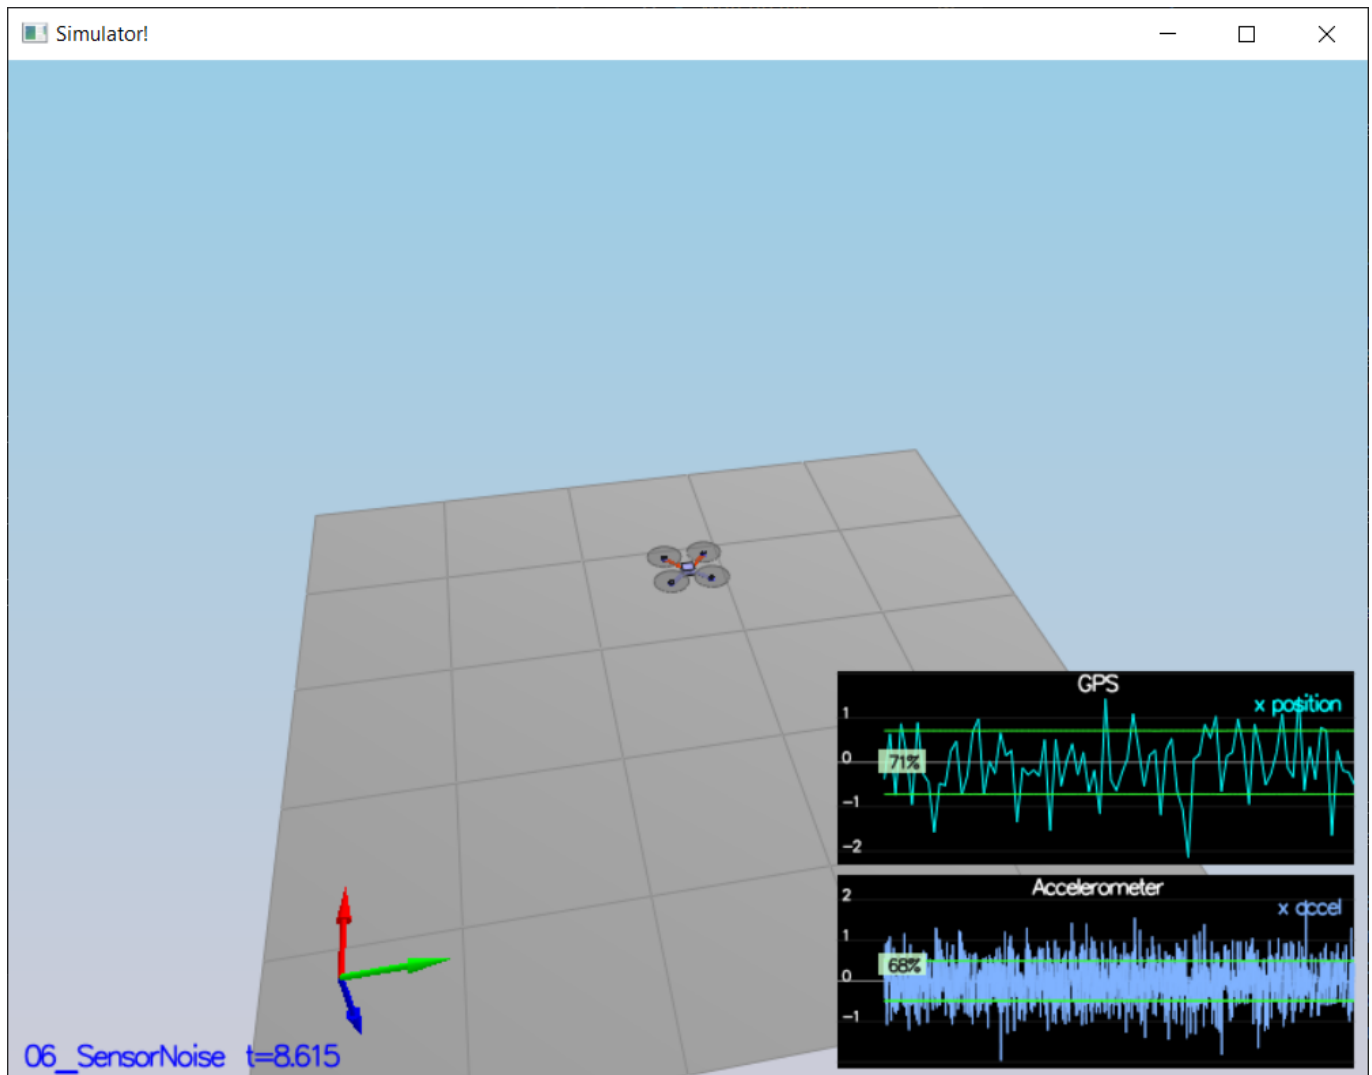 Simulator!
GPS
x position
1
0
71%
-1
-2
Accelerometer
2
x accel
1
68%
0
-1
06_SensorNoise t=8.615